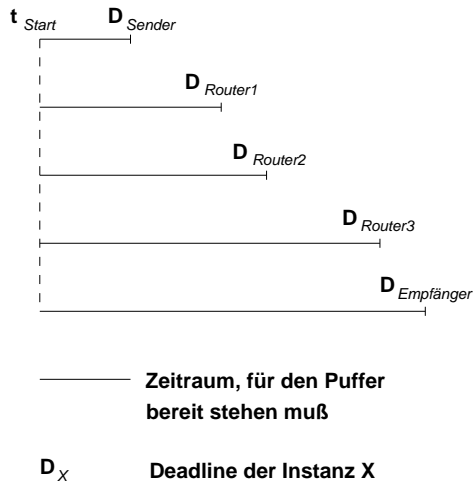 t Start D Sender
D Router1
D Router2
D Router3
D Empfänger
Zeitraum, für den Puffer
bereit stehen muß
D X Deadline der Instanz X